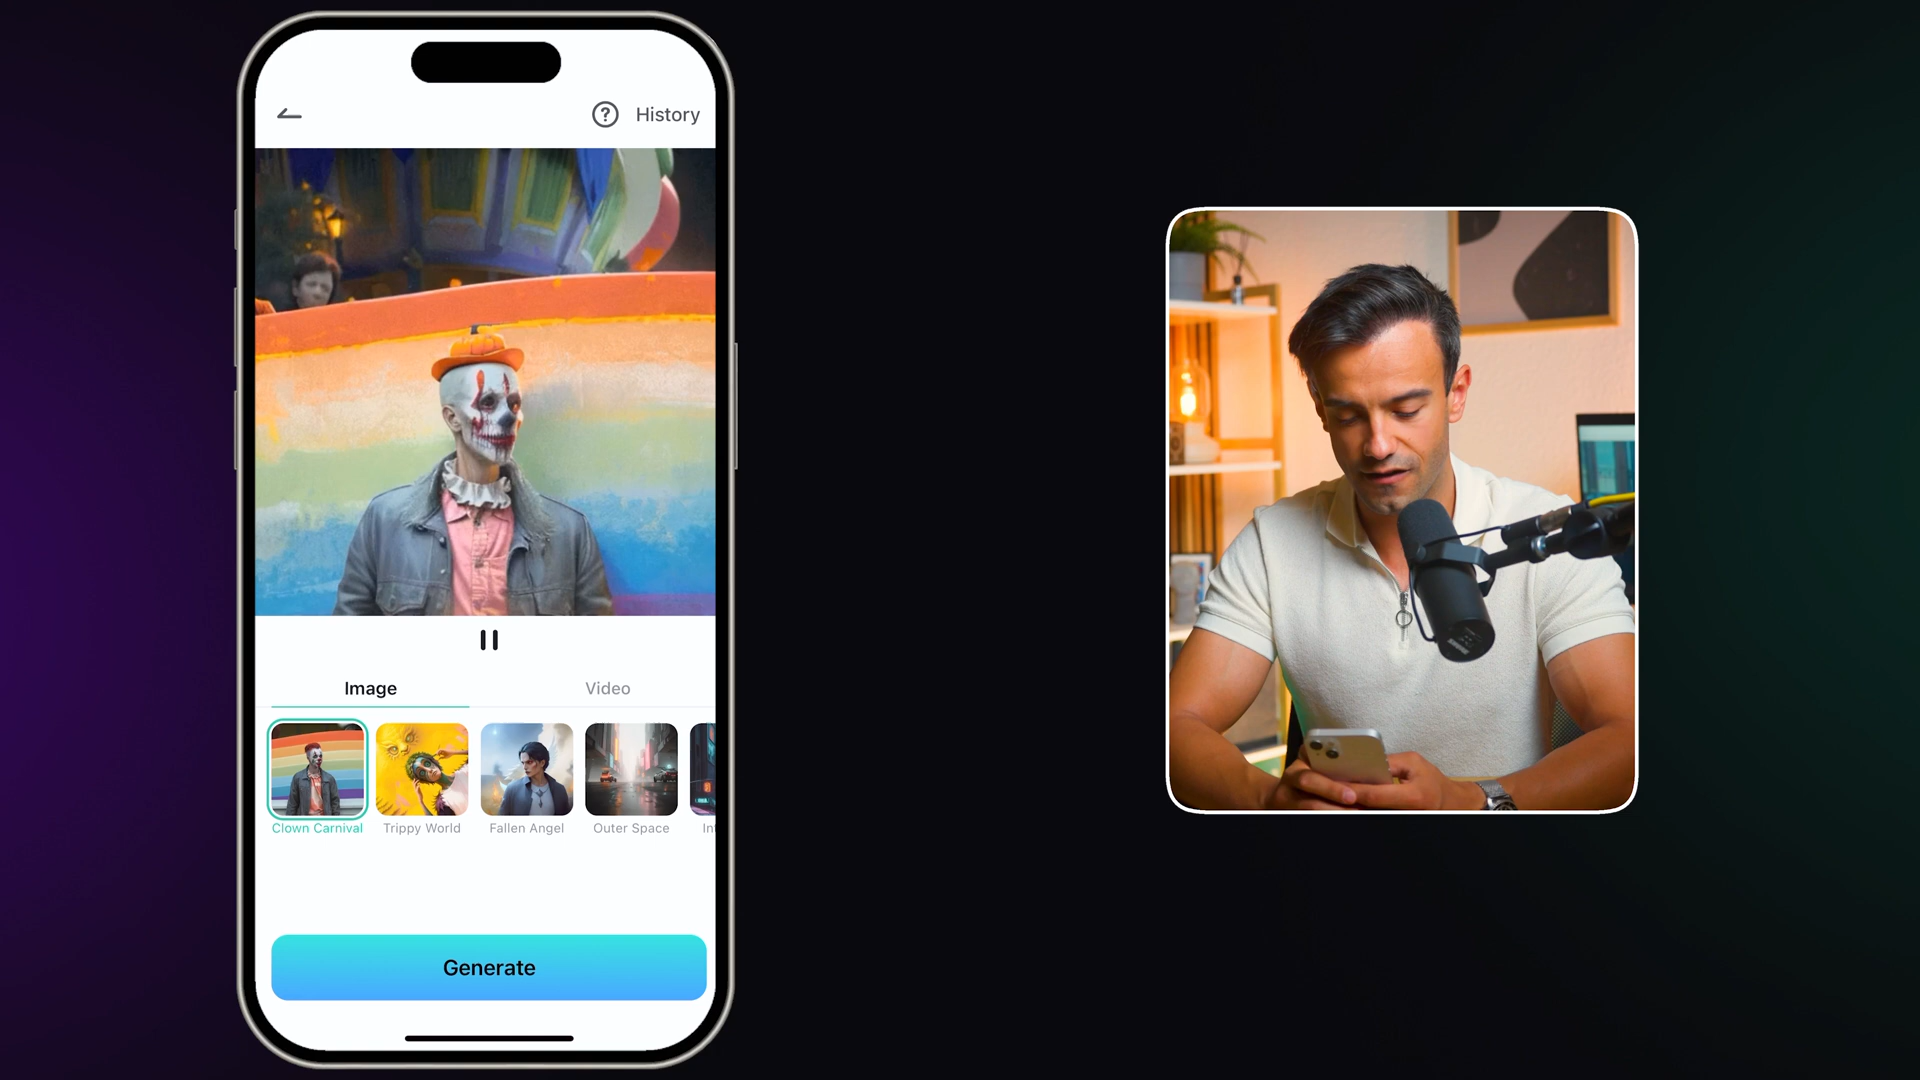 History
Image
Video
Clown Carnival
Trippy World
Fallen Angel
Outer Space
Generate